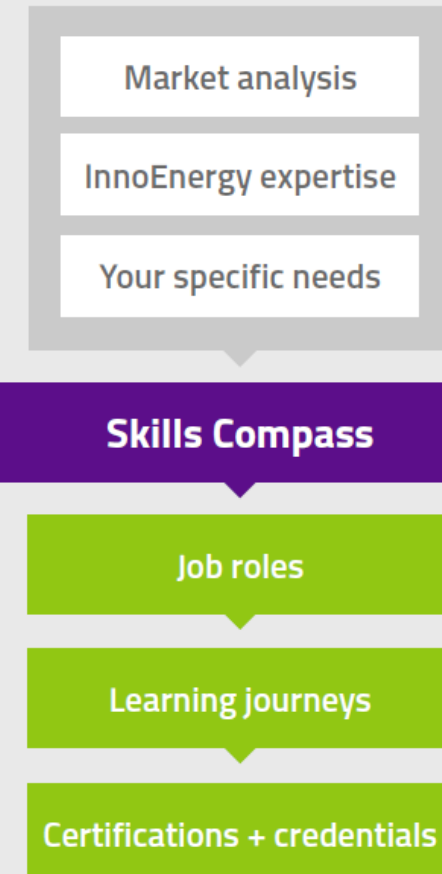 Market analysis
InnoEnergy expertise
Your specific needs
Skills Compass
Job roles
Learning journeys
Certifications + credentials